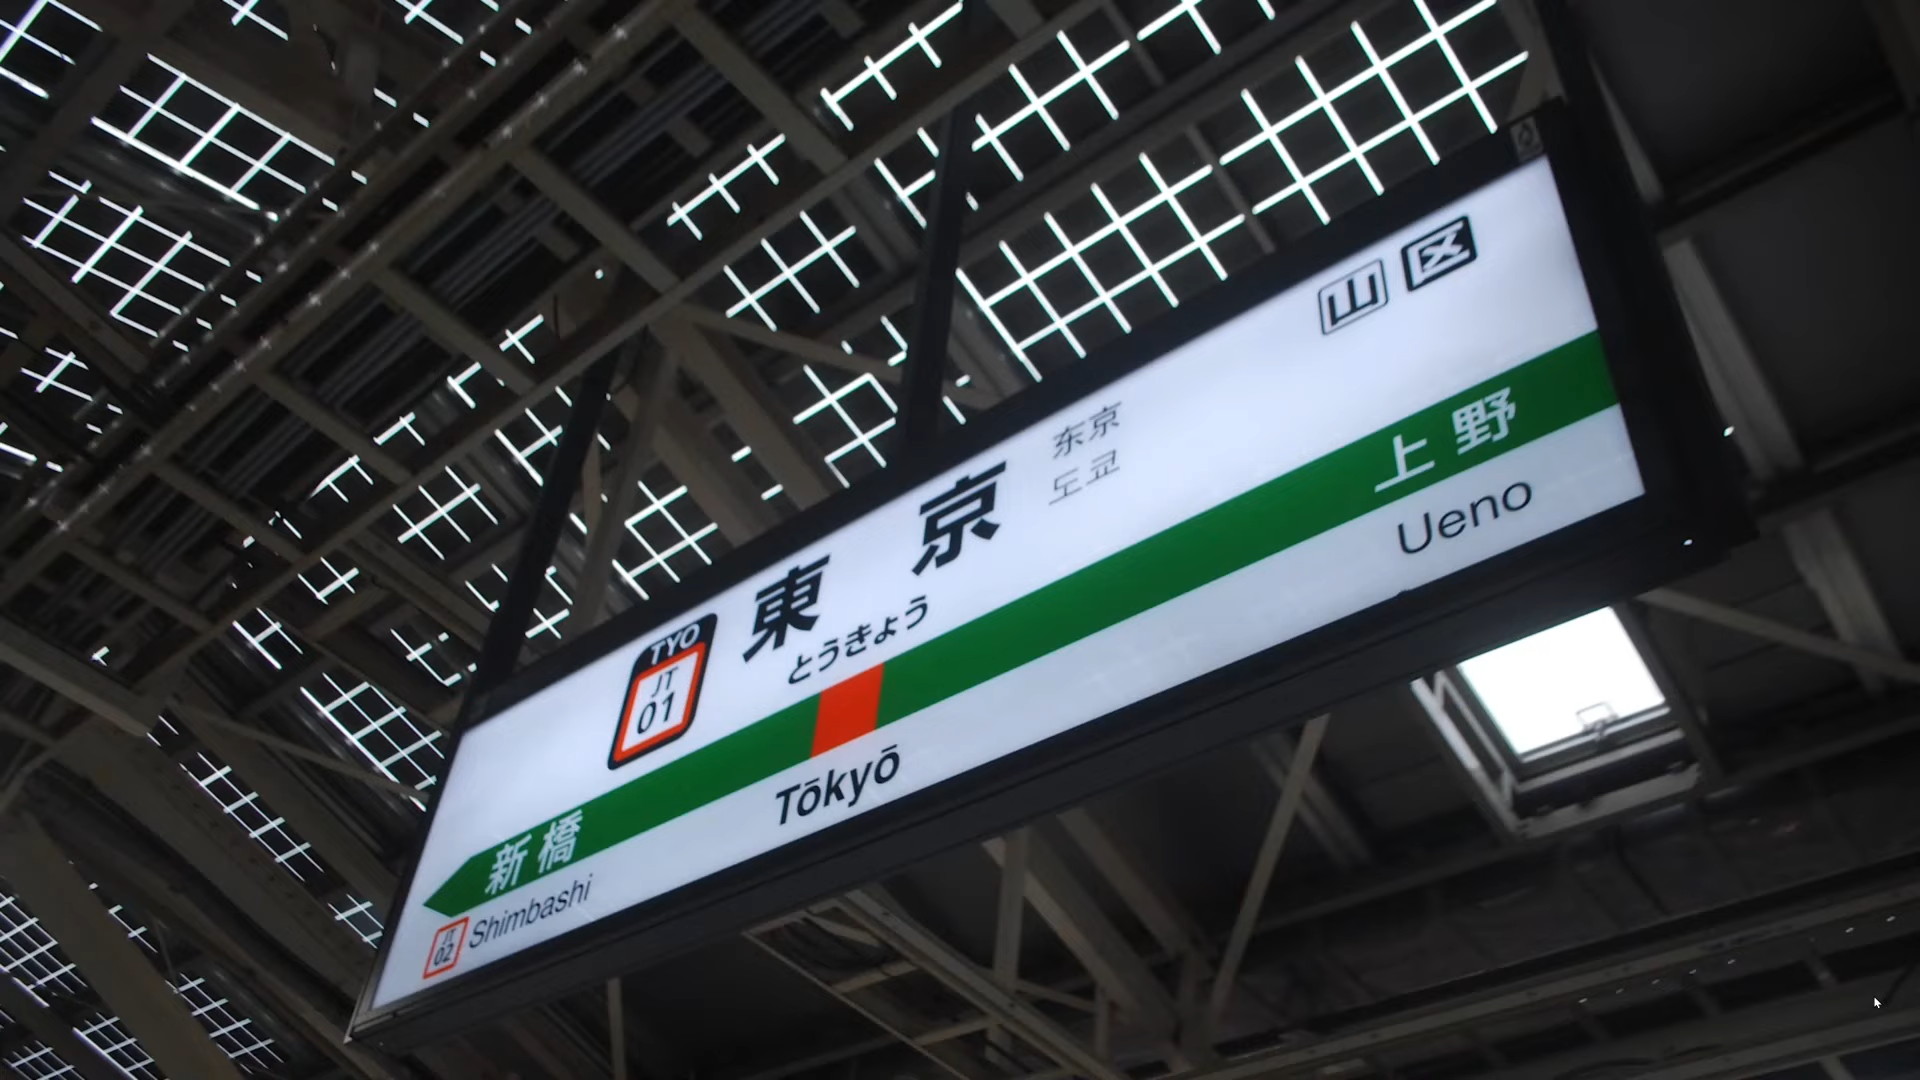 山 区
东京
도쿄
東京
とうきょう
TYO
JT
01
上野
Ueno
Tōkyō
新橋
Shimbashi
JT
02